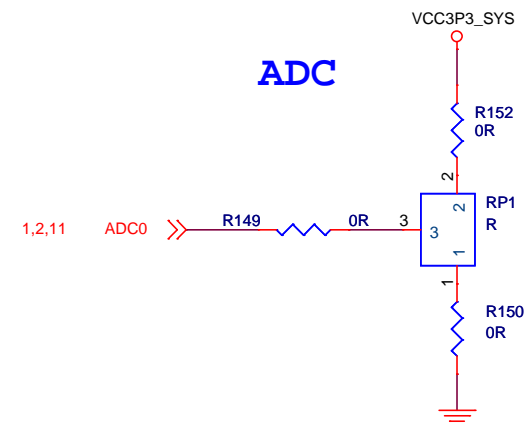 VCC3P3_SYS
ADC
R152
0R
2
2
RP1
R
1,2,11 ADC0 R149 0R 3 3
1
1
R150
0R